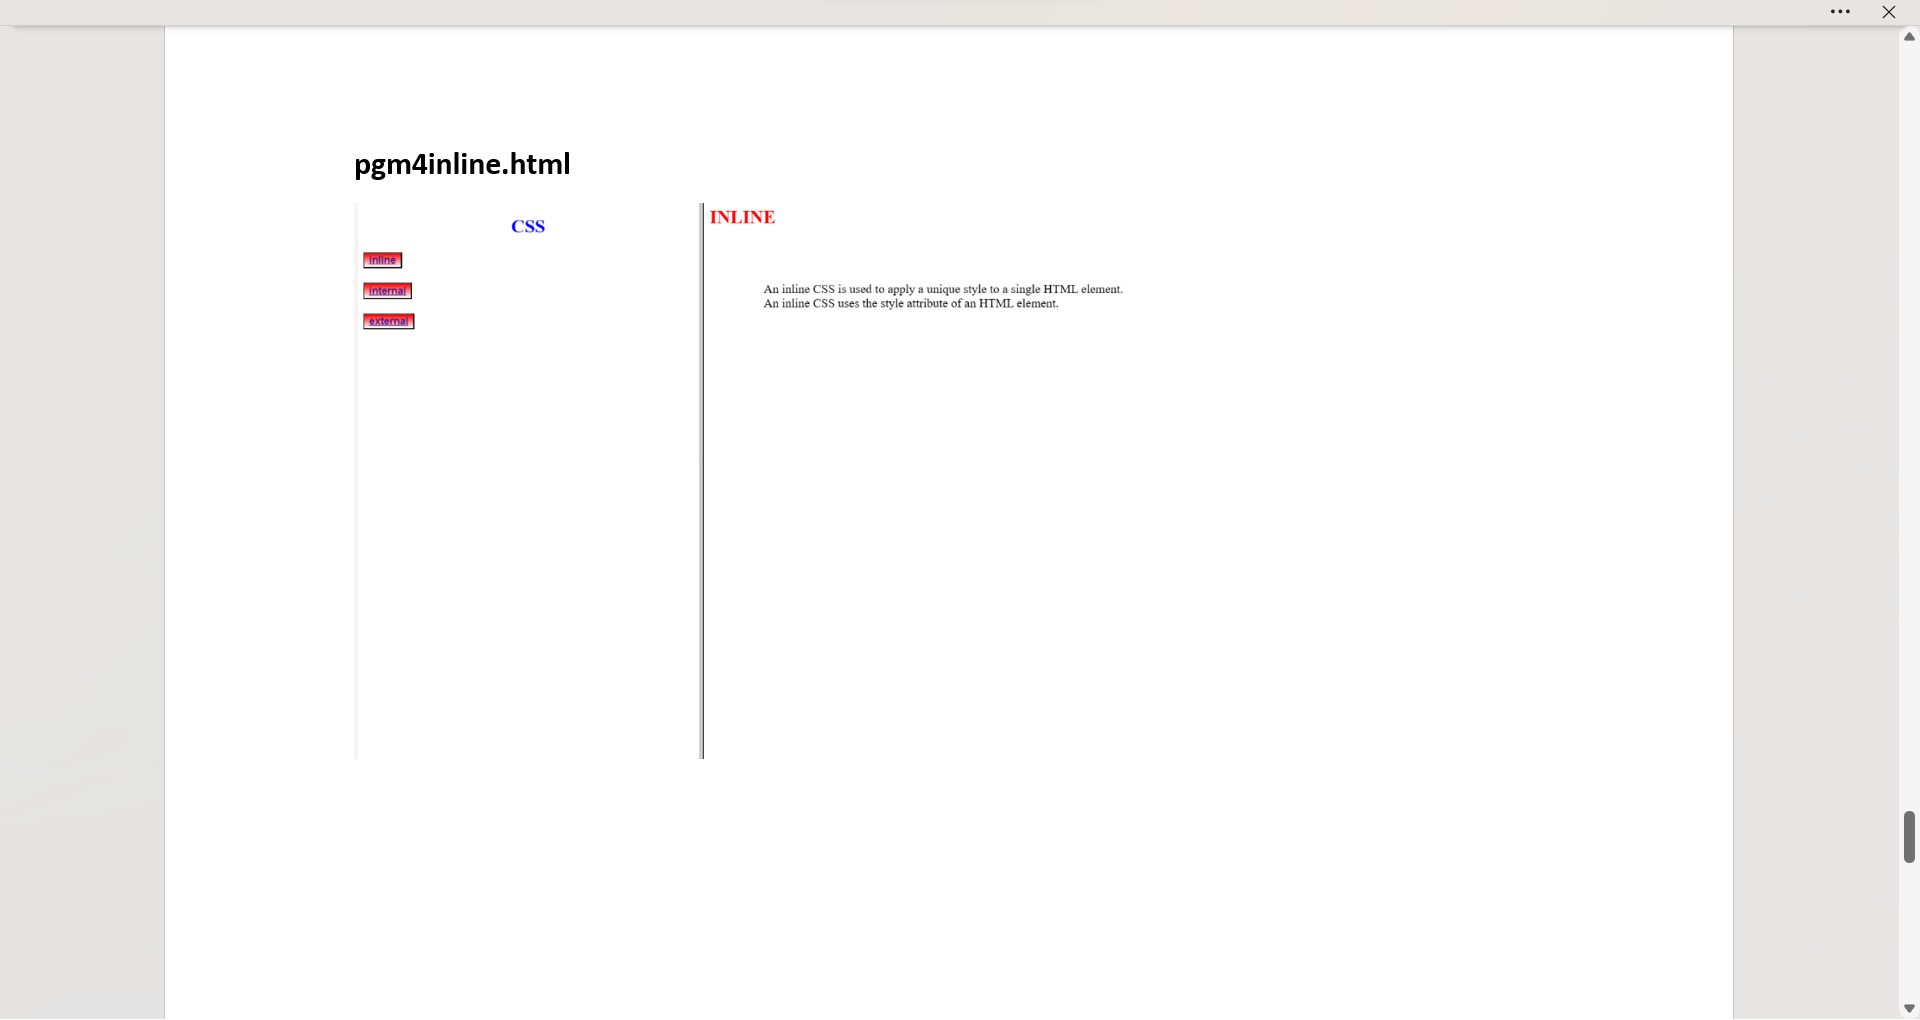 pgm4inline.html
CSS
inline
internal
external
INLINE
An inline CSS is used to apply a unique style to a single HTML element.
An inline CSS uses the style attribute of an HTML element.